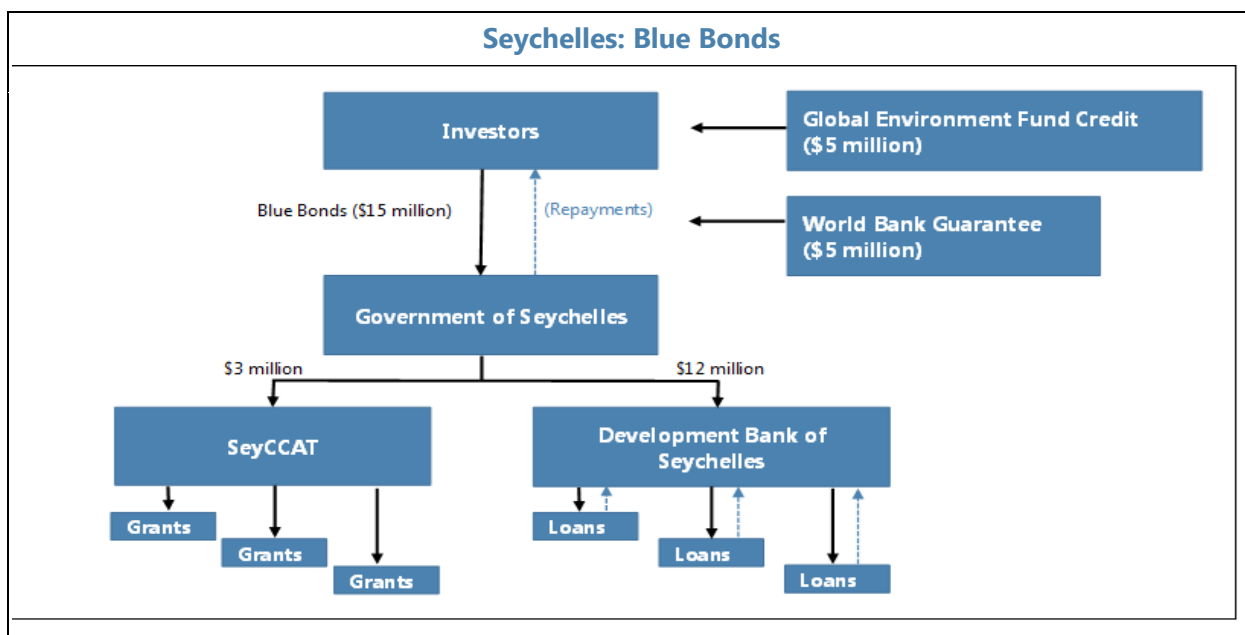 Seychelles: Blue Bonds
Investors
Global Environment Fund Credit
($5 million)
Blue Bonds ($15 million)
(Repayments)
World Bank Guarantee
($5 million)
Government of Seychelles
$3 million
$12 million
SeyCCAT
Development Bank of
Seychelles
Grants
Grants
Grants
Loans
Loans
Loans